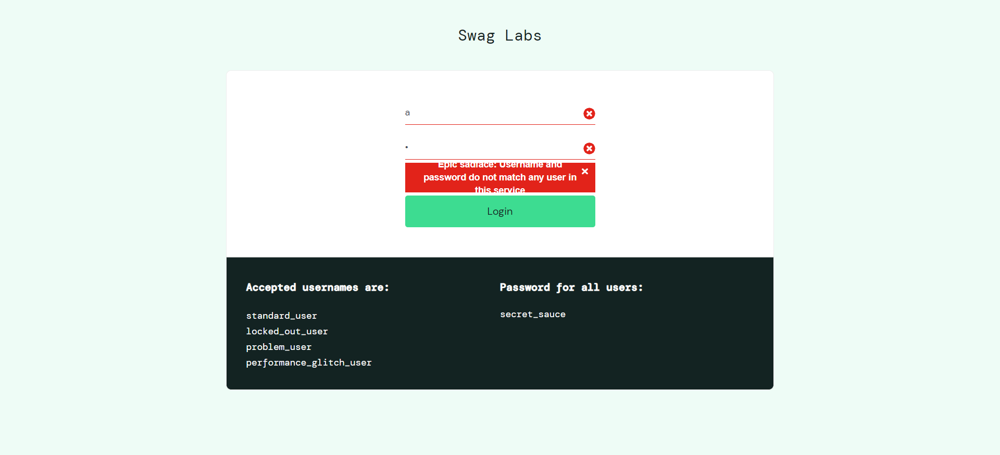 Swag Labs
a
•
Epic sadface: Username and
password do not match any user in
this service
Login
Accepted usernames are:
standard_user
locked_out_user
problem_user
performance_glitch_user
Password for all users:
secret_sauce